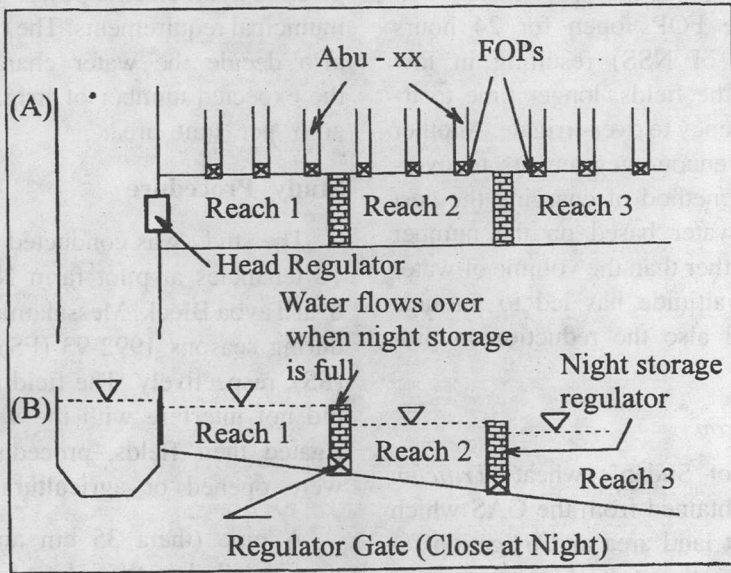 Abu - xx FOPs
(A)
Reach 1 Reach 2 Reach 3
Head Regulator
Water flows over
when night storage
is full
Night storage
regulator
(B)
Reach 1 Reach 2
Reach 3
Regulator Gate (Close at Night)